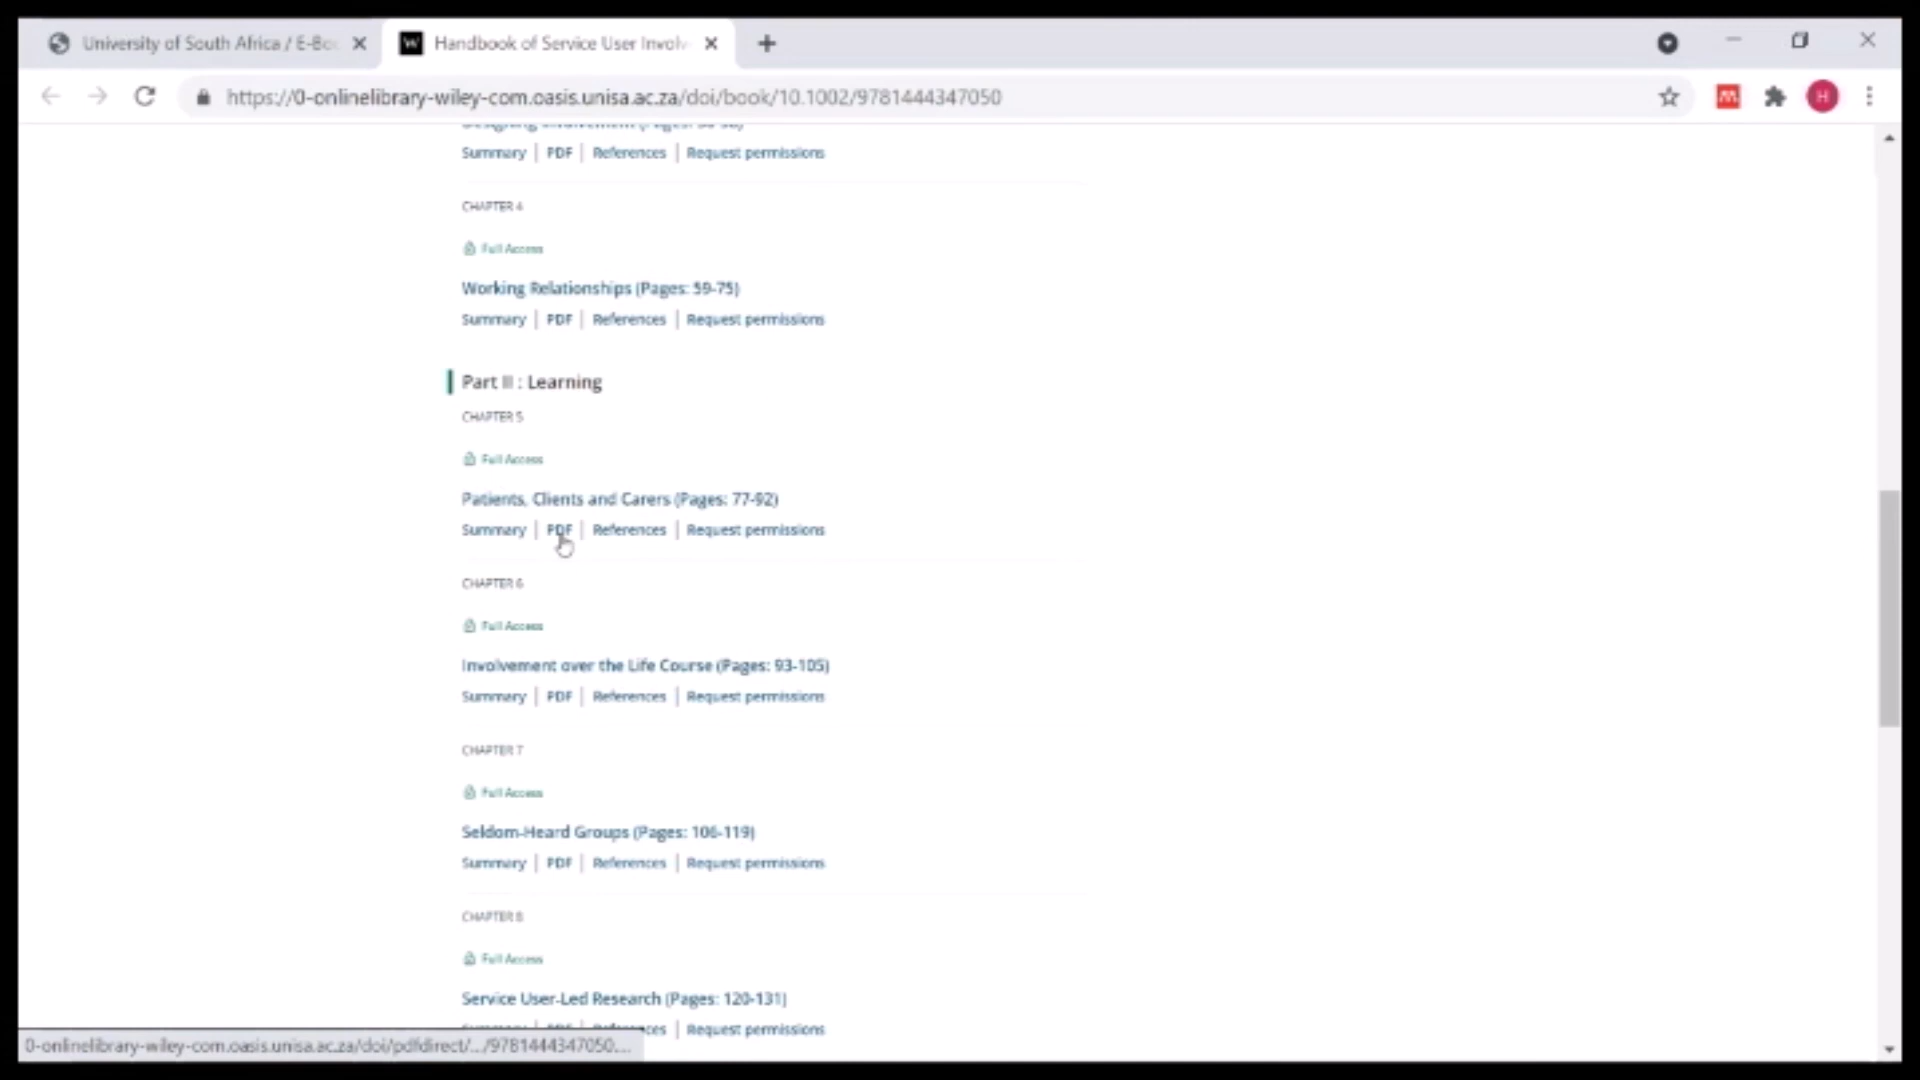 University of South Africa / E-Boo
Handbook of Service User Involv
https://0-onlinelibrary-wiley-com.oasis.unisa.ac.za/doi/book/10.1002/9781444347050
H
Summary | PDF | References | Request permissions
CHAPTER 4
Full Access
Working Relationships (Pages: 59-75)
Summary | PDF | References | Request permissions
Part II : Learning
CHAPTER 5
Full Access
Patients, Clients and Carers (Pages: 77-92)
Summary | PDF | References | Request permissions
CHAPTER 6
Full Access
Involvement over the Life Course (Pages: 93-105)
Summary | PDF | References | Request permissions
CHAPTER 7
Full Access
Seldom-Heard Groups (Pages: 106-119)
Summary | PDF | References | Request permissions
CHAPTER 8
Full Access
Service User-Led Research (Pages: 120-131)
Request permissions
0-onlinelibrary-wiley-com.oasis.unisa.ac.za/doi/pdfdirect/.../9781444347050....